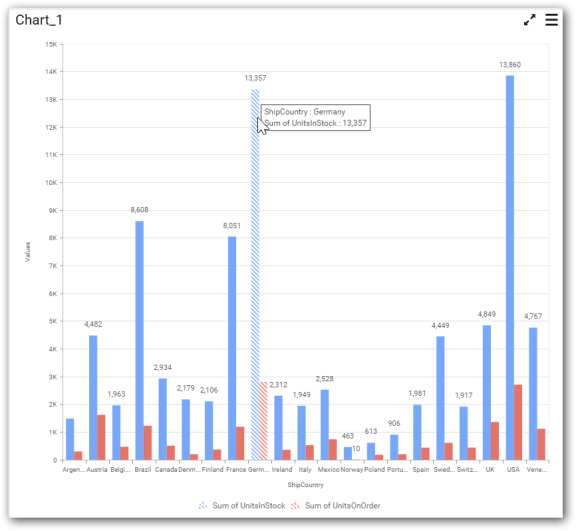 Chart_1
15K
14K
13K
12K
11K
10K
9K
8K
7K
6K
5K
4K
3K
2K
1K
0
Values
4,482
1,963
8,608
2,934
2,179
2,106
8,051
13,357
2,312
1,949
2,528
463
10
613
906
1,981
4,449
1,917
4,849
13,860
4,767
ShipCountry : Germany
Sum of UnitsInStock : 13,357
Argen... Austria Belgi... Brazil Canada Denm... Finland France Germ... Ireland Italy Mexico Norway Poland Portu... Spain Swed... Switz... UK USA Vene...
ShipCountry
Sum of UnitsInStock Sum of UnitsOnOrder